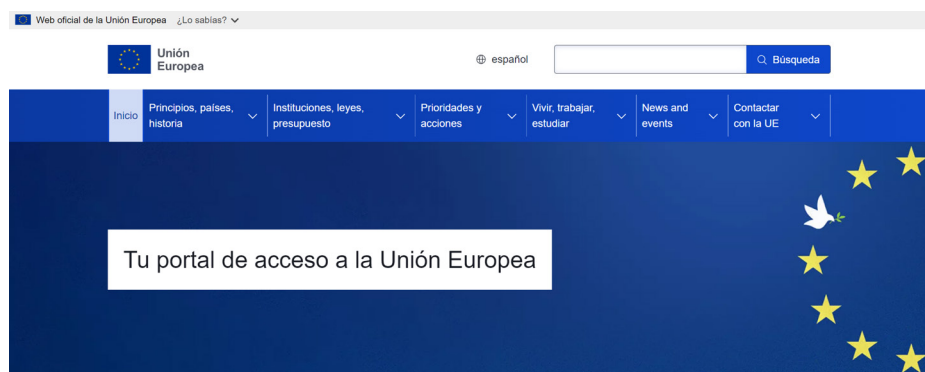 Web oficial de la Unión Europea ¿Lo sabías?
Unión
Europea
español
Búsqueda
Inicio
Principios, países,
historia
Instituciones, leyes,
presupuesto
Prioridades y
acciones
Vivir, trabajar,
estudiar
News and
events
Contactar
con la UE
Tu portal de acceso a la Unión Europea